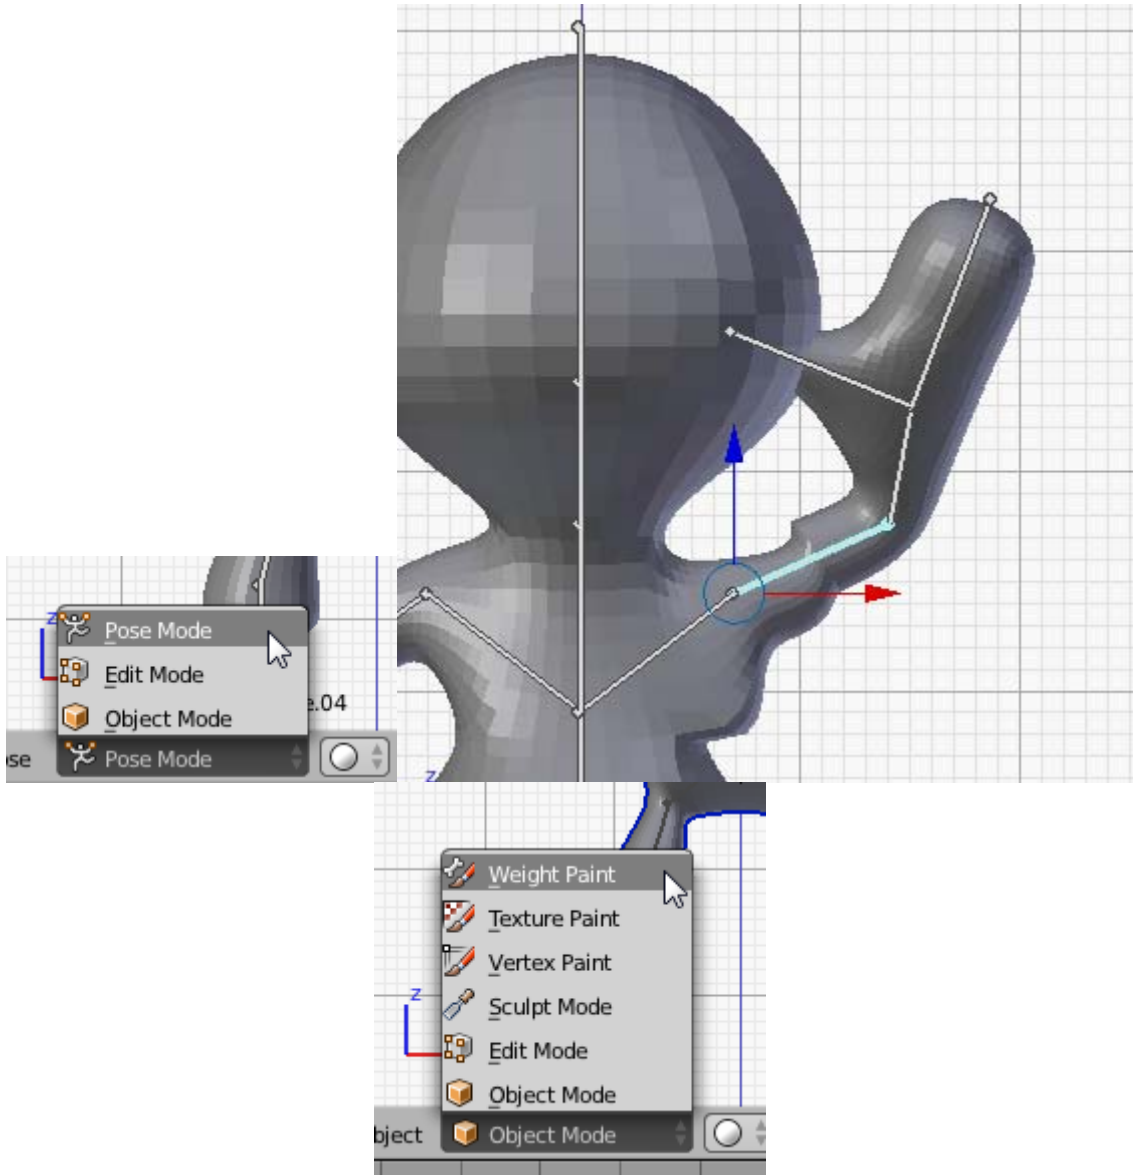 z
Pose Mode
Edit Mode
Object Mode
e.04
se
Pose Mode
z
Weight Paint
Texture Paint
Vertex Paint
Sculpt Mode
z
Edit Mode
Object Mode
bject
Object Mode